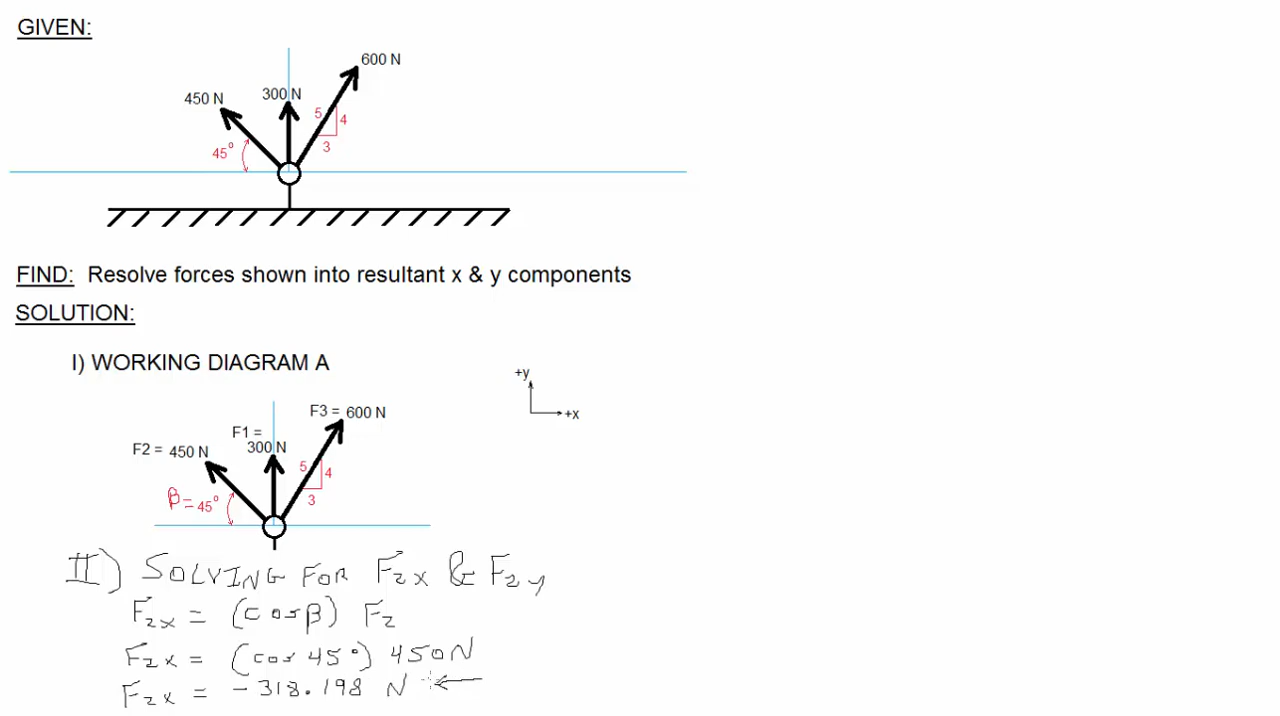 GIVEN:
600 N
300 N
450 N
5
4
45°
3
FIND: Resolve forces shown into resultant x & y components
SOLUTION:
I) WORKING DIAGRAM A
+y
+x
F3 = 600 N
F1 =
300 N
F2 = 450 N
5
4
β = 45°
3
II) SOLVING FOR F2x & F2y
F2x = (cosβ) F2
F2x = (cos 45°) 450N
F2x = -318.198 N ←